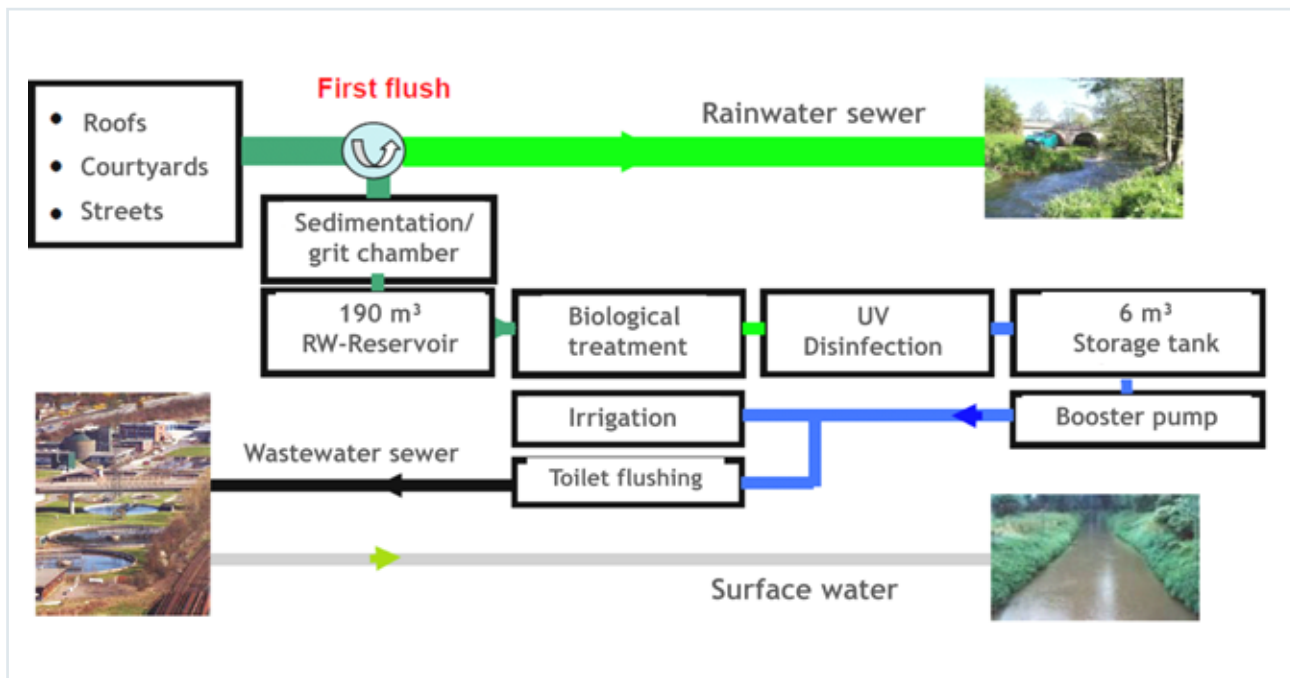 First flush
• Roofs
• Courtyards
• Streets
Rainwater sewer
Sedimentation/
grit chamber
190 m³
RW-Reservoir
Biological
treatment
UV
Disinfection
6 m³
Storage tank
Irrigation
Booster pump
Wastewater sewer
Toilet flushing
Surface water